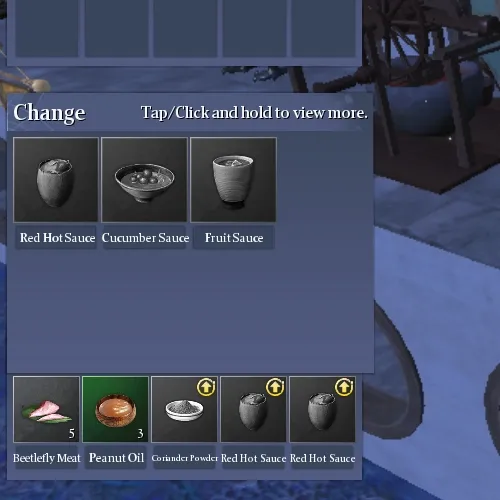 Change
Tap/Click and hold to view more.
Red Hot Sauce
Cucumber Sauce
Fruit Sauce
5
3
Beetlefly Meat
Peanut Oil
Coriander Powder
Red Hot Sauce
Red Hot Sauce